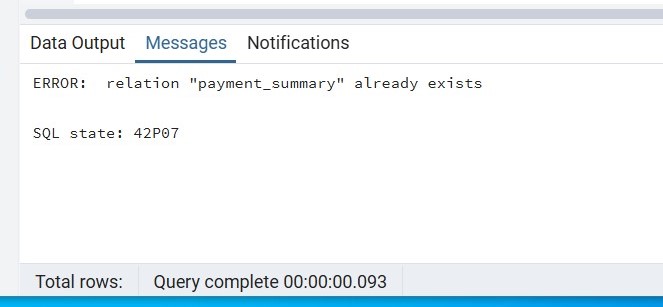 Data Output Messages Notifications
ERROR:  relation "payment_summary" already exists
SQL state: 42P07
Total rows: Query complete 00:00:00.093